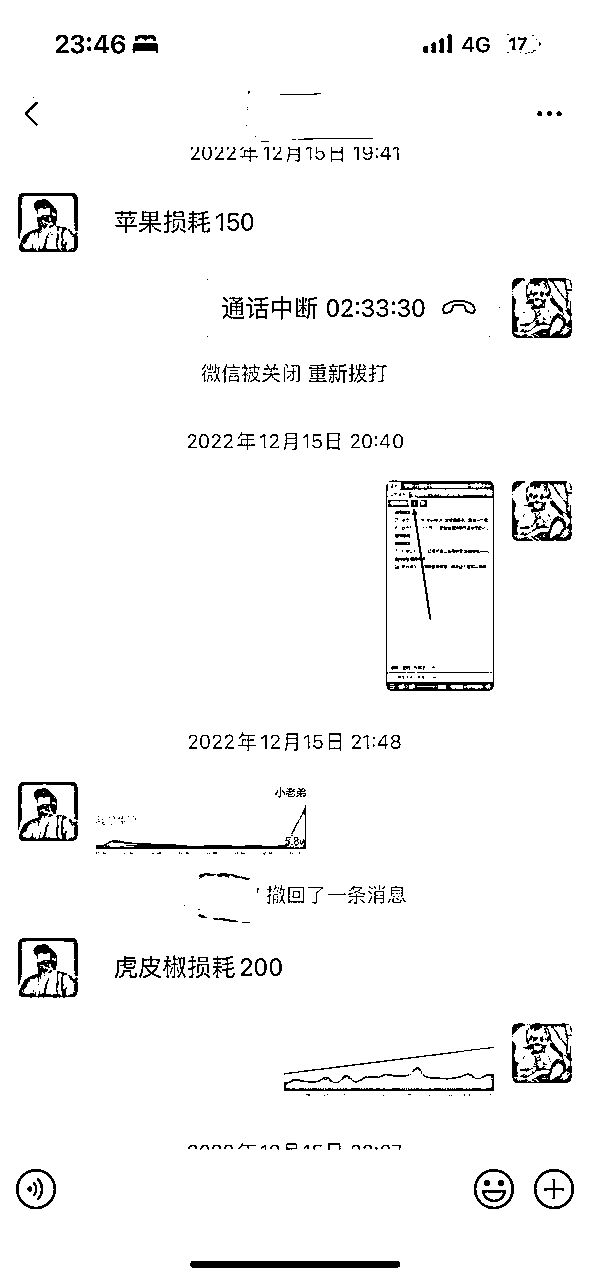 23:46
4G 17
2022年12月15日 19:41
苹果损耗150
通话中断 02:33:30
微信被关闭 重新拨打
2022年12月15日 20:40
2022年12月15日 21:48
小老弟
5.8w
撤回了一条消息
虎皮椒损耗200